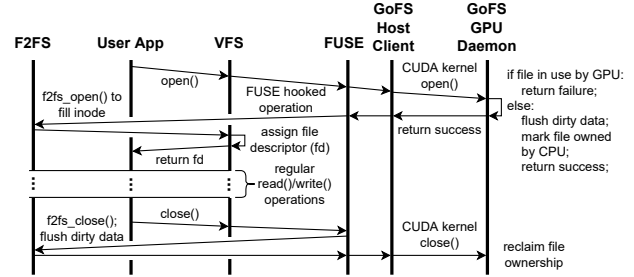 GoFS
GoFS
Host
GPU
F2FS
User App
VFS
FUSE
Client
Daemon
open()
CUDA kernel
open()
if file in use by GPU:
return failure;
else:
flush dirty data;
mark file owned
by CPU;
return success;
f2fs_open() to
fill inode
FUSE hooked
operation
return success
assign file
descriptor (fd)
return fd
regular
read()/write()
operations
f2fs_close();
flush dirty data
close()
CUDA kernel
close()
reclaim file
ownership